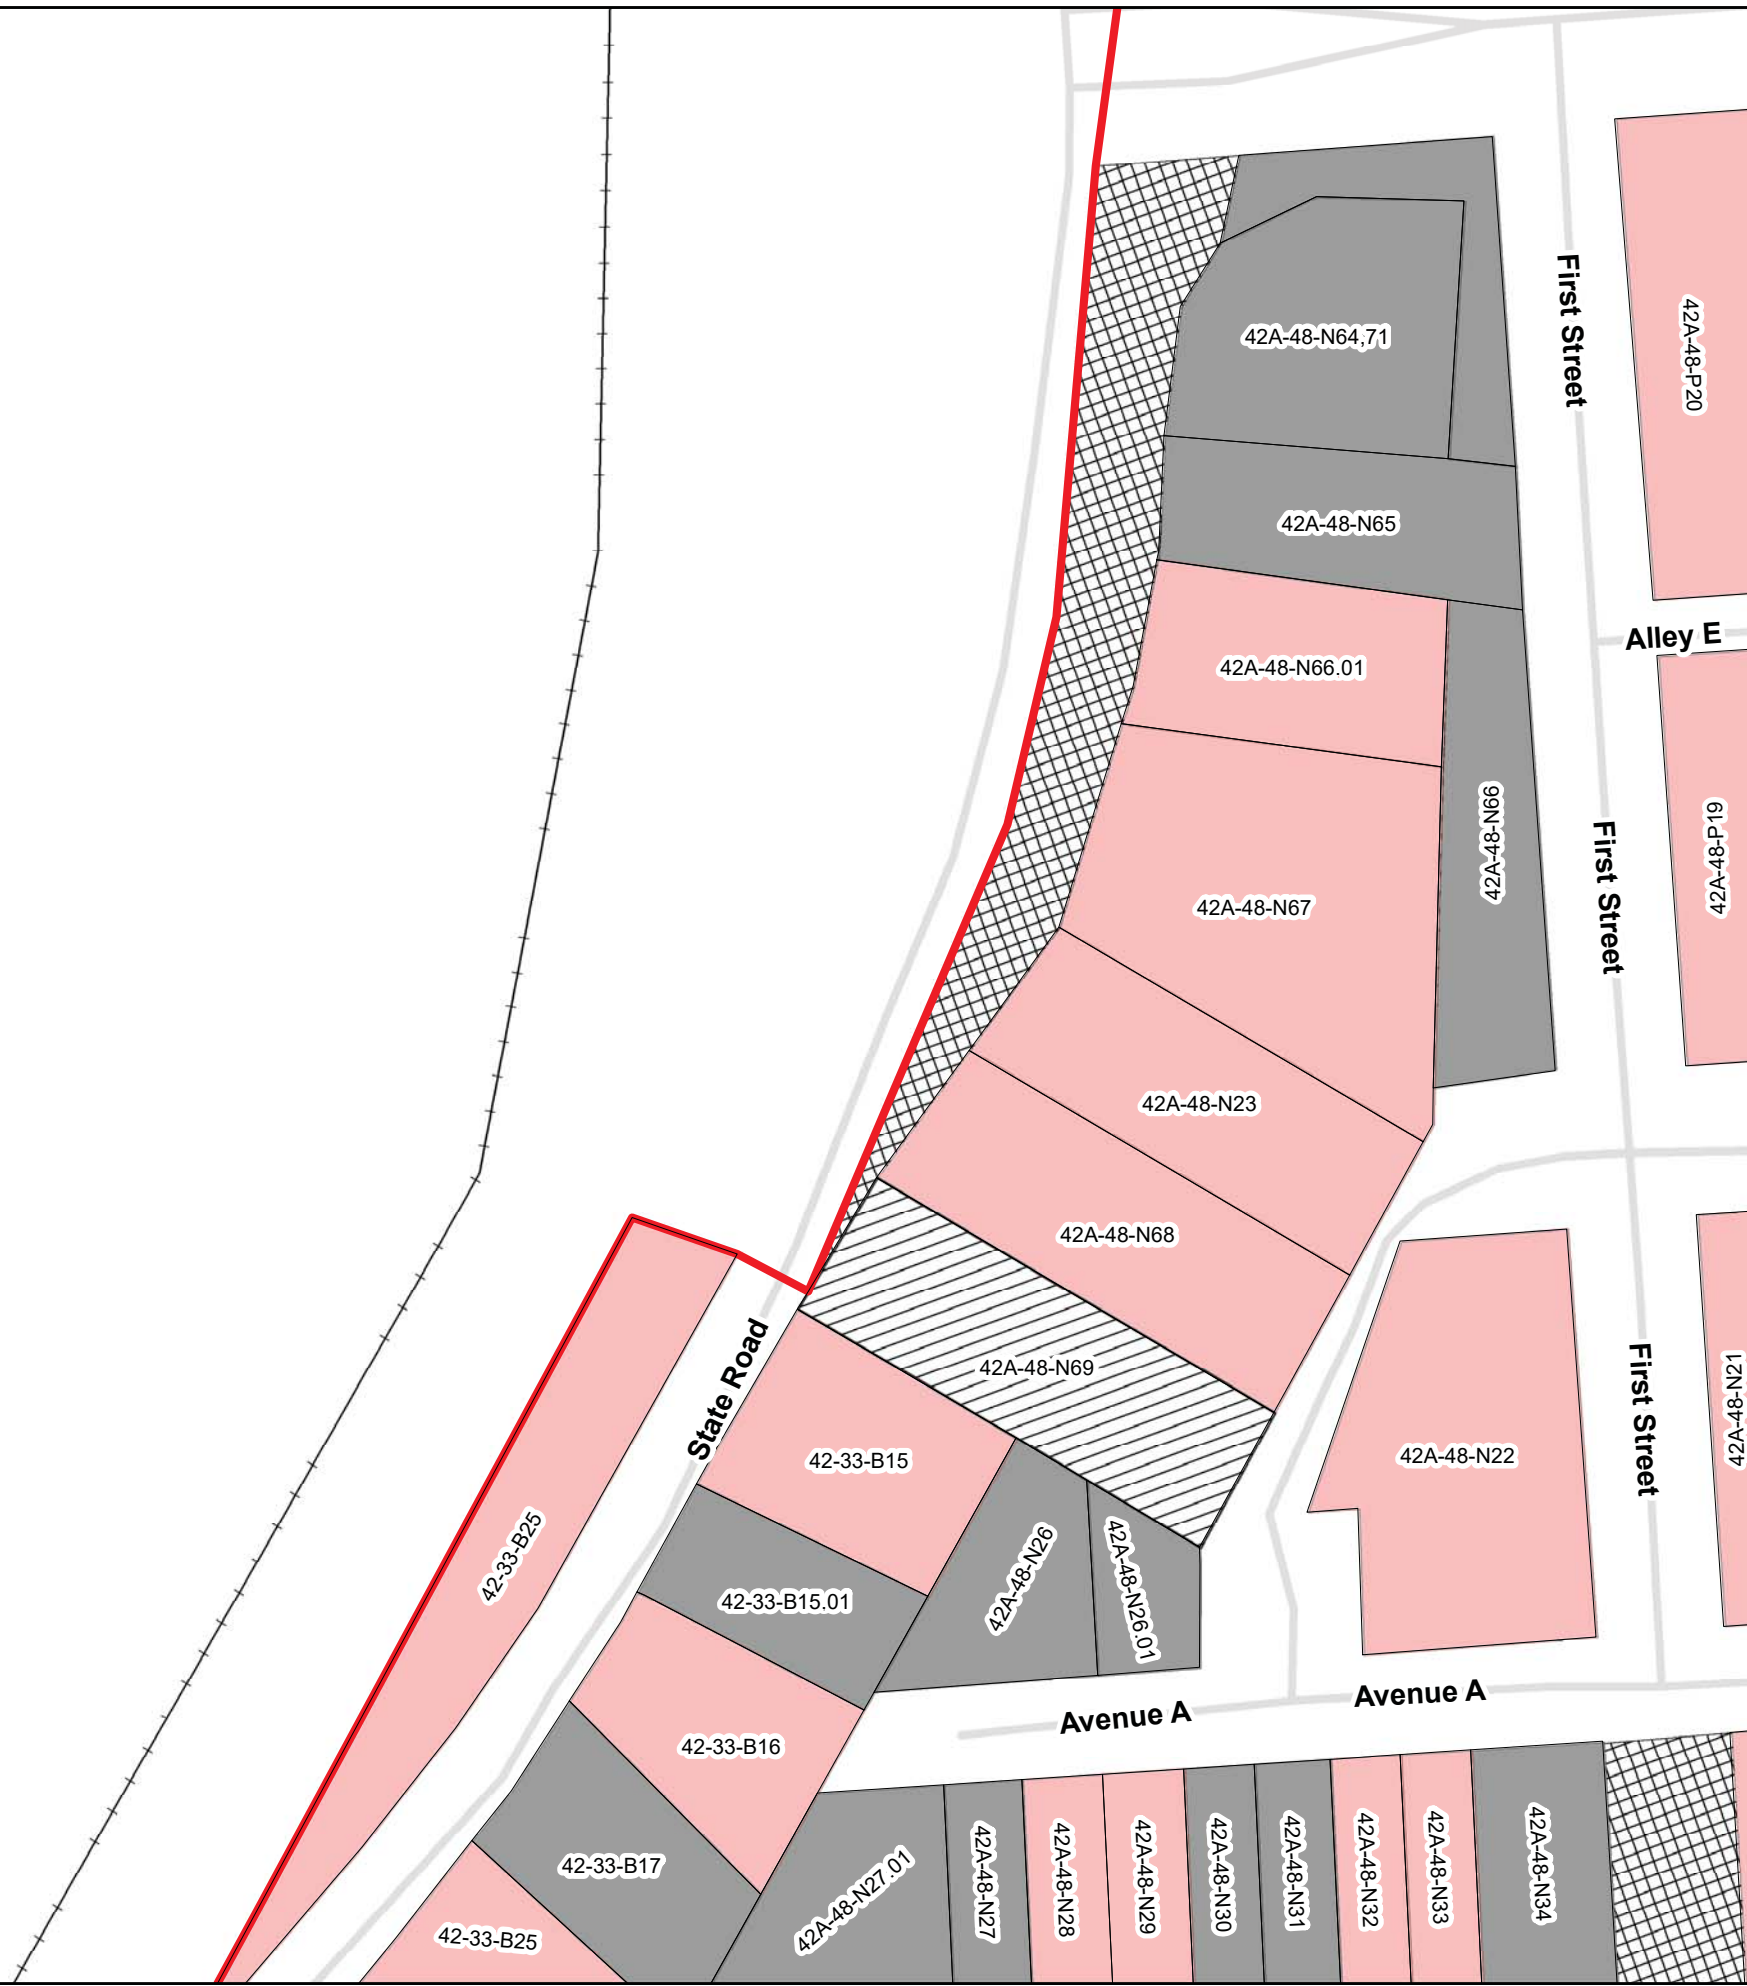 First Street
42A-48-P20
42A-48-N64,71
42A-48-N65
Alley E
42A-48-N66.01
42A-48-N66
First Street
42A-48-P19
42A-48-N67
42A-48-N23
42A-48-N68
State Road
42A-48-N69
First Street
42A-48-N21
42A-48-N22
42-33-B15
42-33-B25
42A-48-N26
42A-48-N26.01
42-33-B15.01
Avenue A
Avenue A
42-33-B16
42-33-B17
42-33-B25
42A-48-N27.01
42A-48-N27
42A-48-N28
42A-48-N29
42A-48-N30
42A-48-N31
42A-48-N32
42A-48-N33
42A-48-N34